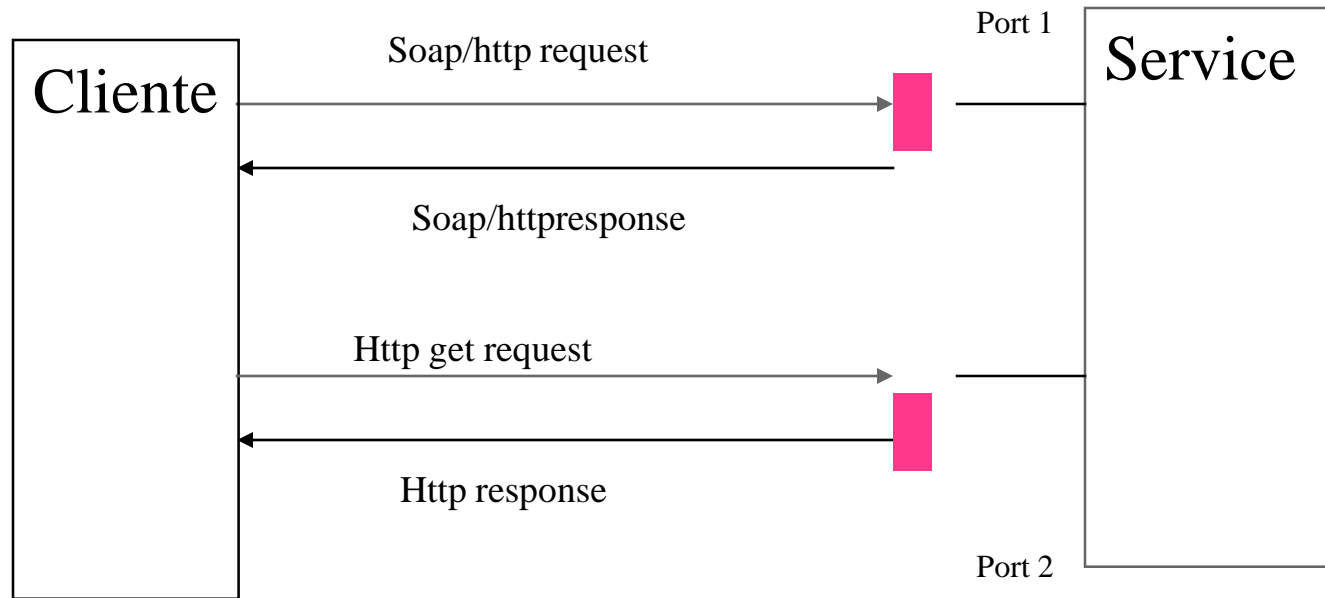 Port 1
Soap/http request
Cliente
Service
Soap/httpresponse
Http get request
Http response
Port 2